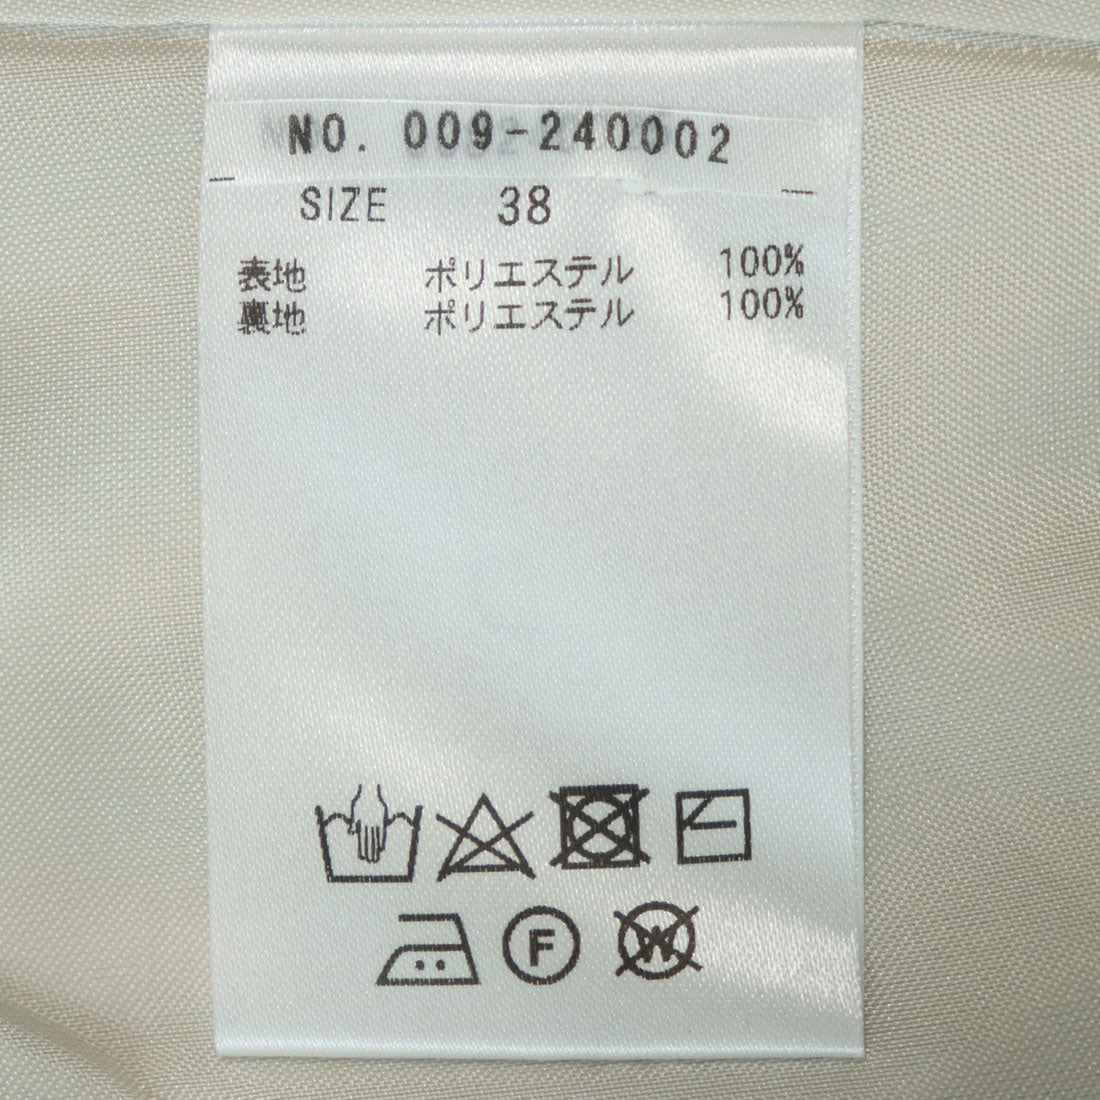 NO. 009-240002
SIZE 38
表地 ポリエステル 100%
裏地 ポリエステル 100%
F W